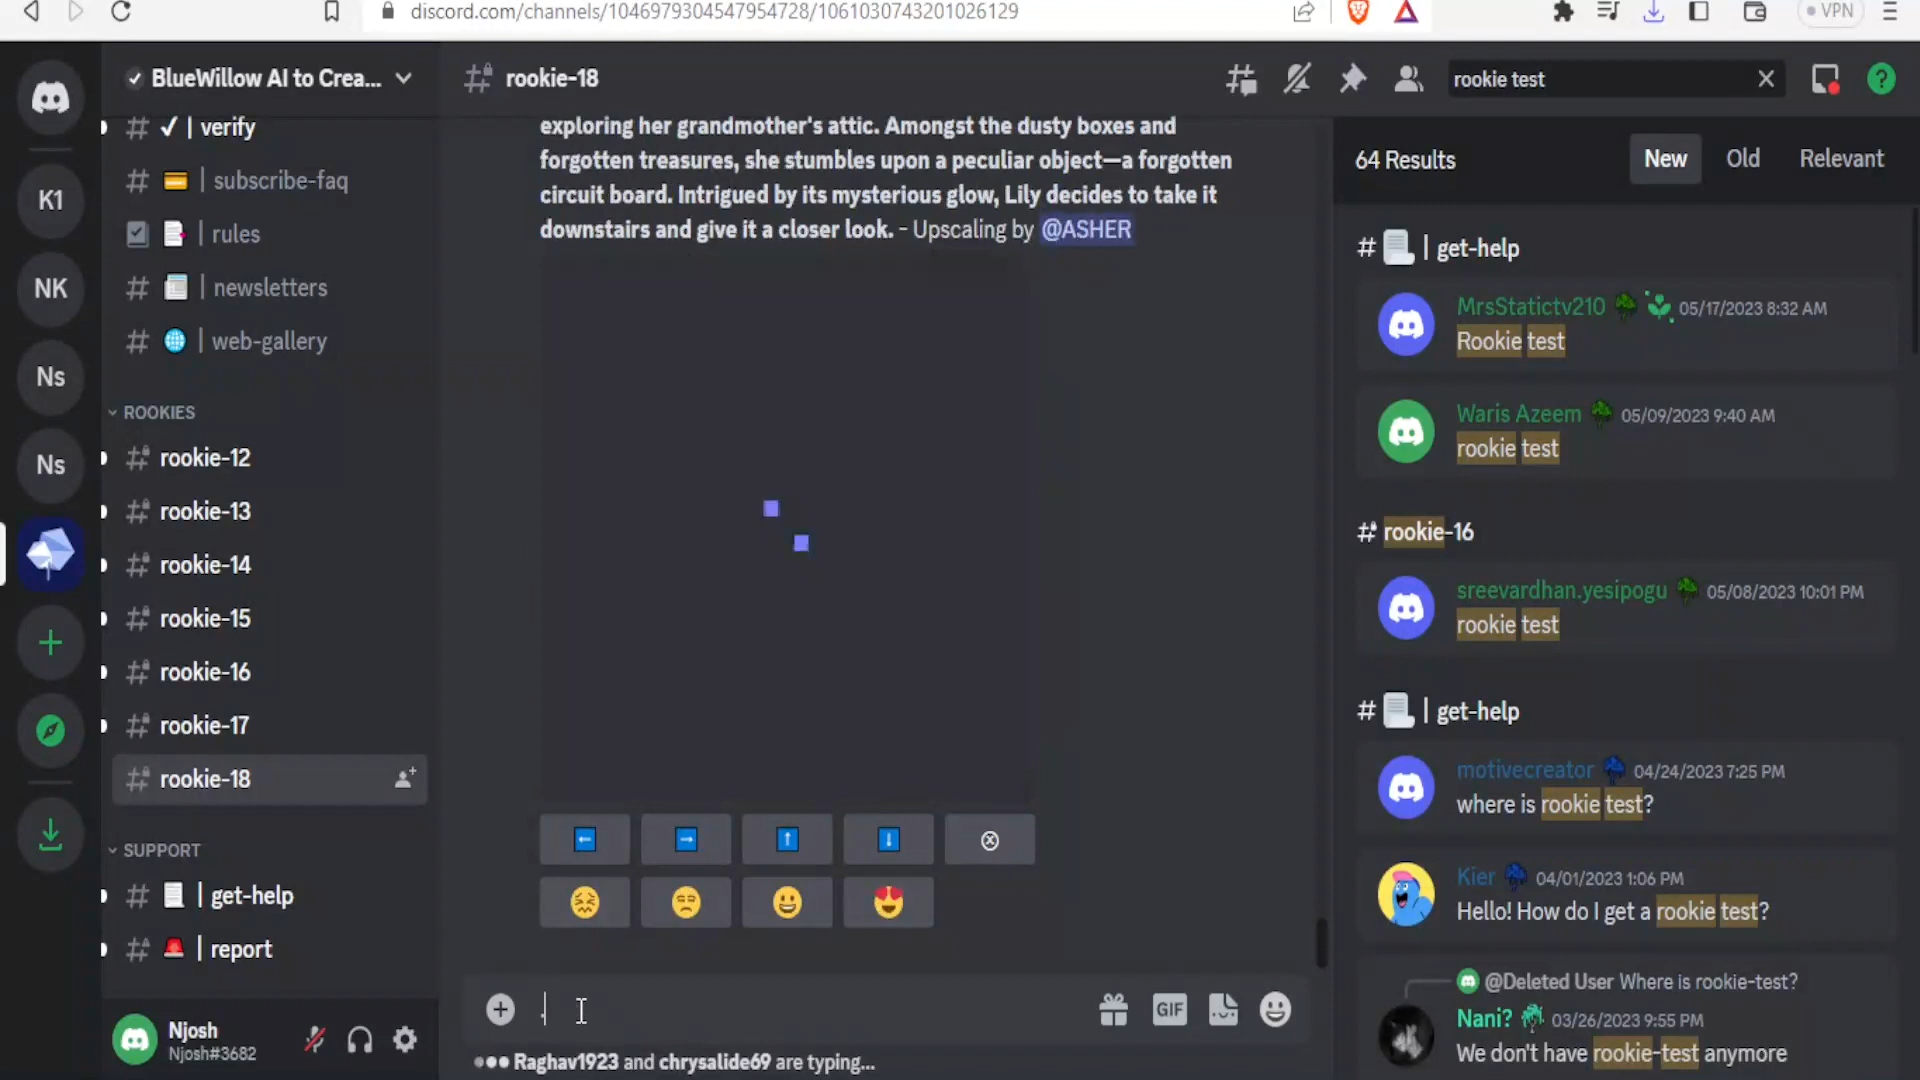 discord.com/channels/1046979304547954728/1061030743201026129
VPN
BlueWillow AI to Crea...
rookie-18
rookie test
| verify
| subscribe-faq
| rules
| newsletters
| web-gallery
K1
NK
Ns
Ns
ROOKIES
rookie-12
rookie-13
rookie-14
rookie-15
rookie-16
rookie-17
rookie-18
SUPPORT
| get-help
| report
Njosh
Njosh#3682
exploring her grandmother's attic. Amongst the dusty boxes and
forgotten treasures, she stumbles upon a peculiar object—a forgotten
circuit board. Intrigued by its mysterious glow, Lily decides to take it
downstairs and give it a closer look. - Upscaling by @ASHER
GIF
Raghav1923 and chrysalide69 are typing...
64 Results
New
Old
Relevant
# | get-help
MrsStatictv210 05/17/2023 8:32 AM
Rookie test
Waris Azeem 05/09/2023 9:40 AM
rookie test
rookie-16
sreevardhan.yesipogu 05/08/2023 10:01 PM
rookie test
# | get-help
motivecreator 04/24/2023 7:25 PM
where is rookie test?
Kier 04/01/2023 1:06 PM
Hello! How do I get a rookie test?
@Deleted User Where is rookie-test?
Nani? 03/26/2023 9:55 PM
We don't have rookie-test anymore